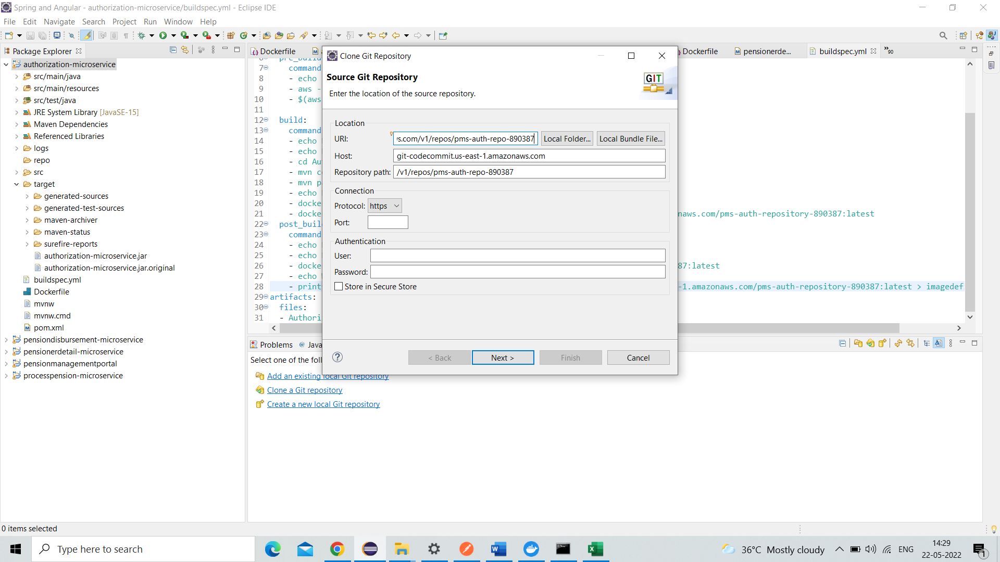 Spring and Angular - authorization-microservice/buildspec.yml - Eclipse IDE
File Edit Navigate Search Project Run Window Help
Package Explorer
authorization-microservice
src/main/java
src/main/resources
src/test/java
JRE System Library [JavaSE-15]
Maven Dependencies
Referenced Libraries
logs
repo
src
target
generated-sources
generated-test-sources
maven-archiver
maven-status
surefire-reports
authorization-microservice.jar
authorization-microservice.jar.original
buildspec.yml
Dockerfile
mvnw
mvnw.cmd
pom.xml
pensiondisbursement-microservice
pensionerdetail-microservice
pensionmanagementportal
processpension-microservice
Dockerfile
Dockerfile
pensionerde...
buildspec.yml
90
7 command
8 - echo
9 - aws -
10 - $(aws
11
12 build:
13 command
14 - echo
15 - echo
16 - cd Au
17 - mvn c
18 - mvn p
19 - echo
20 - docke
21 - docke naws.com/pms-auth-repository-890387:latest
22 post_buil
23 command
24 - echo
25 - echo
26 - docke 87:latest
27 - echo
28 - print -1.amazonaws.com/pms-auth-repository-890387:latest > imagedef
29 artifacts:
30 files:
31 - Authori
Clone Git Repository
Source Git Repository
Enter the location of the source repository.
GIT
Location
URI: s.com/v1/repos/pms-auth-repo-890387 Local Folder... Local Bundle File...
Host: git-codecommit.us-east-1.amazonaws.com
Repository path: /v1/repos/pms-auth-repo-890387
Connection
Protocol: https
Port:
Authentication
User:
Password:
Store in Secure Store
? < Back Next > Finish Cancel
Problems @ Java
Select one of the foll
Add an existing local Git repository
Clone a Git repository
Create a new local Git repository
0 items selected
Type here to search
36°C Mostly cloudy
ENG
14:29
22-05-2022
1